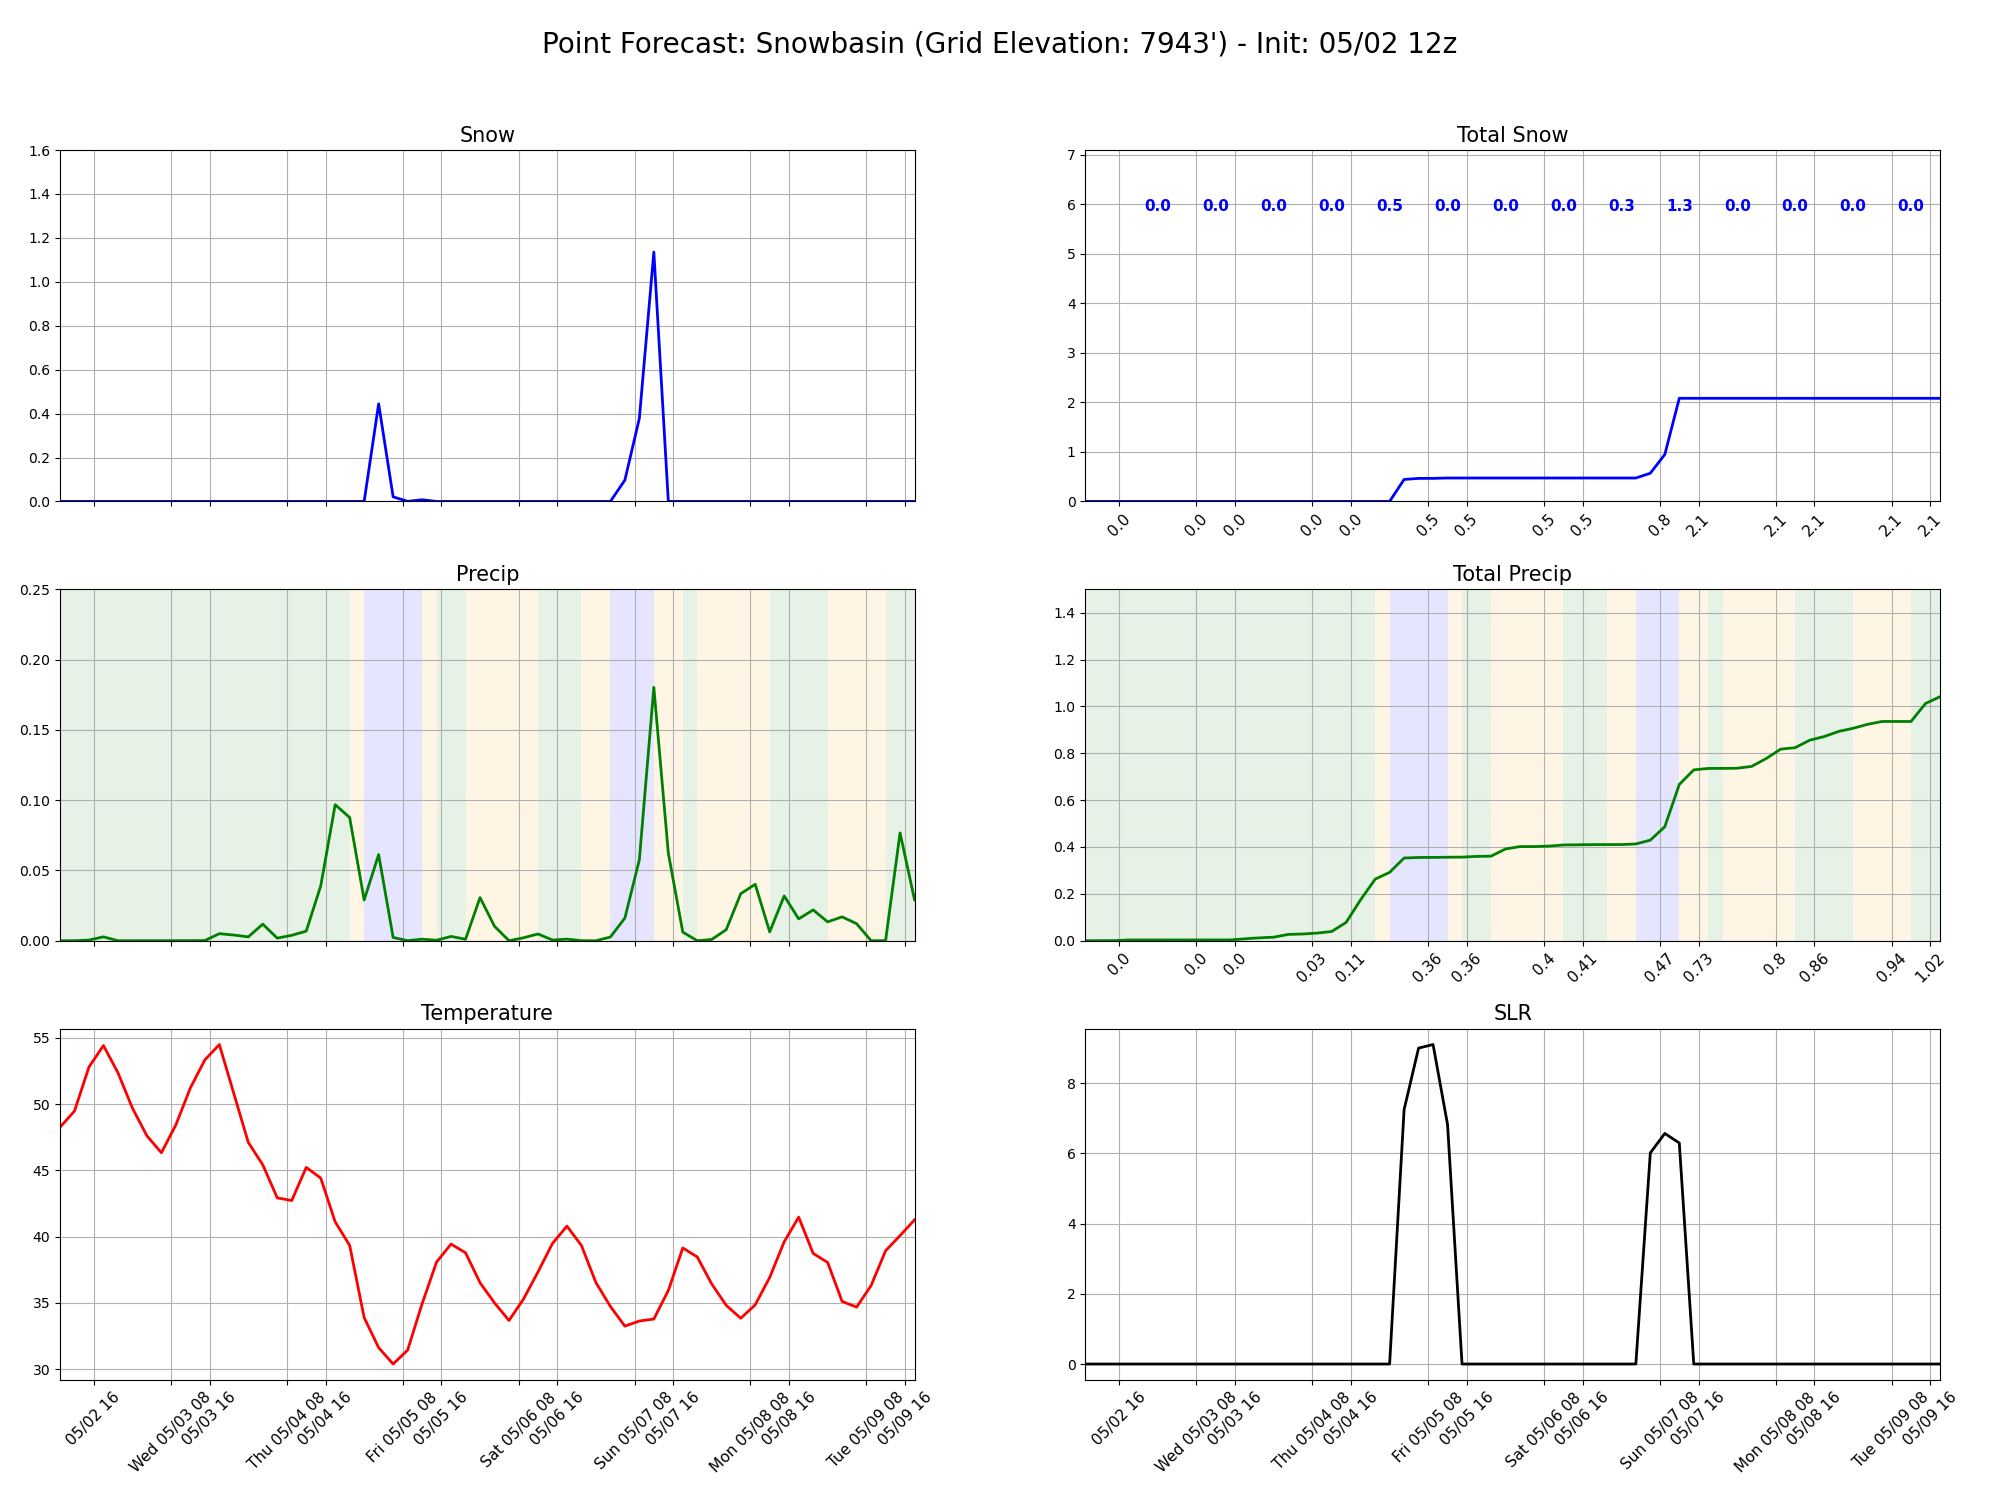 Point Forecast: Snowbasin (Grid Elevation: 7943') - Init: 05/02 12z
Snow
1.6
1.4
1.2
1.0
0.8
0.6
0.4
0.2
0.0
Total Snow
7
6
5
4
3
2
1
0
0.0 0.0 0.0 0.0 0.5 0.0 0.0 0.0 0.3 1.3 0.0 0.0 0.0 0.0
0.0 0.0 0.0 0.0 0.0 0.5 0.5 0.5 0.5 0.8 2.1 2.1 2.1 2.1 2.1
Precip
0.25
0.20
0.15
0.10
0.05
0.00
Total Precip
1.4
1.2
1.0
0.8
0.6
0.4
0.2
0.0
0.0 0.0 0.0 0.03 0.11 0.36 0.36 0.4 0.41 0.47 0.73 0.8 0.86 0.94 1.02
Temperature
55
50
45
40
35
30
05/02 16
Wed 05/03 08
05/03 16
Thu 05/04 08
05/04 16
Fri 05/05 08
05/05 16
Sat 05/06 08
05/06 16
Sun 05/07 08
05/07 16
Mon 05/08 08
05/08 16
Tue 05/09 08
05/09 16
SLR
8
6
4
2
0
05/02 16
Wed 05/03 08
05/03 16
Thu 05/04 08
05/04 16
Fri 05/05 08
05/05 16
Sat 05/06 08
05/06 16
Sun 05/07 08
05/07 16
Mon 05/08 08
05/08 16
Tue 05/09 08
05/09 16